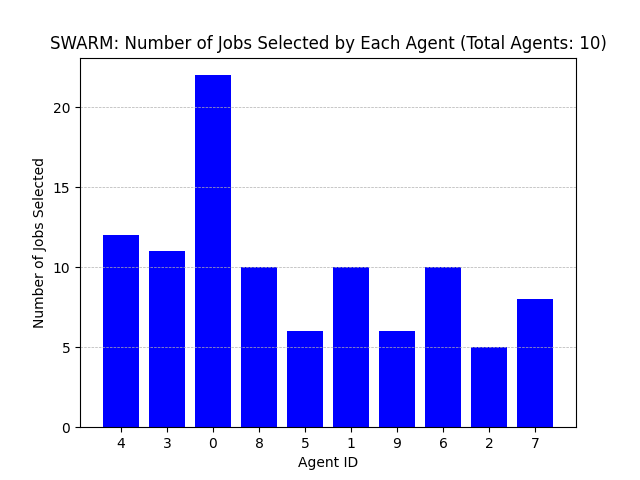 SWARM: Number of Jobs Selected by Each Agent (Total Agents: 10)
Number of Jobs Selected
20
15
10
5
0
4 3 0 8 5 1 9 6 2 7
Agent ID